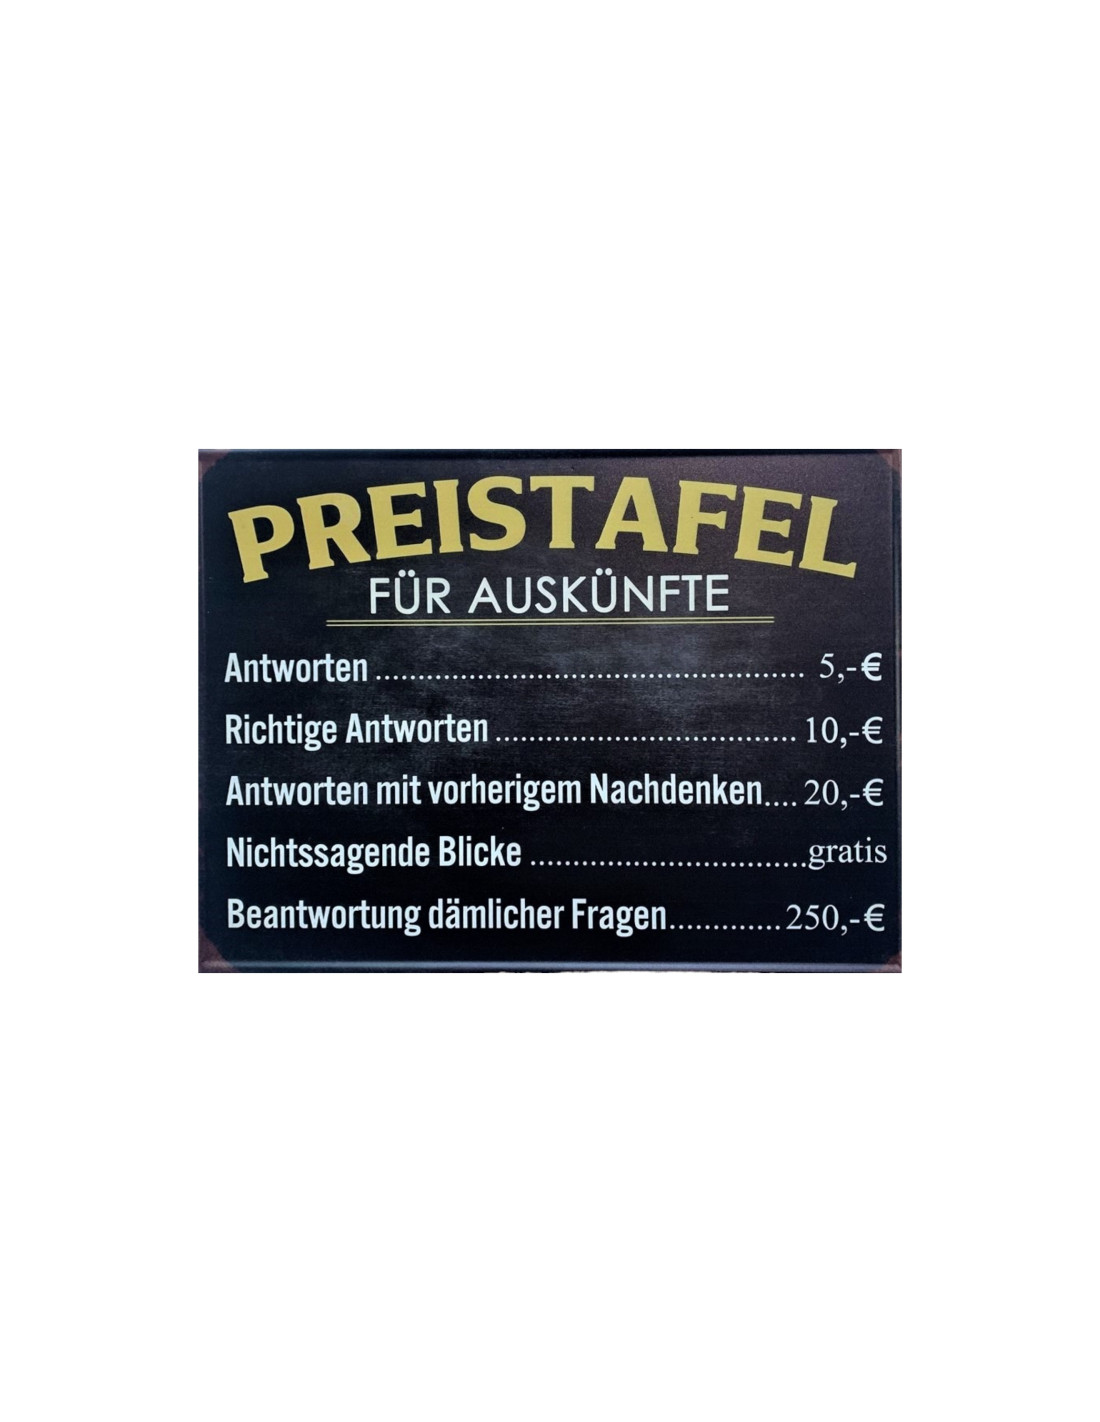 PREISTAFEL
FÜR AUSKÜNFTE
Antworten .................................................. 5,-€
Richtige Antworten ................................... 10,-€
Antworten mit vorherigem Nachdenken.... 20,-€
Nichtssagende Blicke ................................gratis
Beantwortung dämlicher Fragen.............250,-€